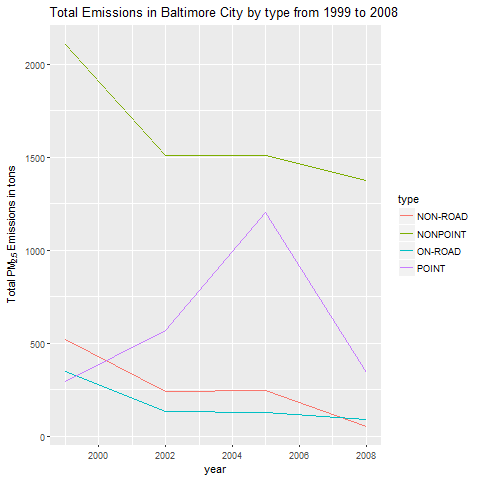 Total Emissions in Baltimore City by type from 1999 to 2008
Total PM2.5 Emissions in tons
2000
1500
1000
500
0
2000
2002
2004
2006
2008
year
type
NON-ROAD
NONPOINT
ON-ROAD
POINT